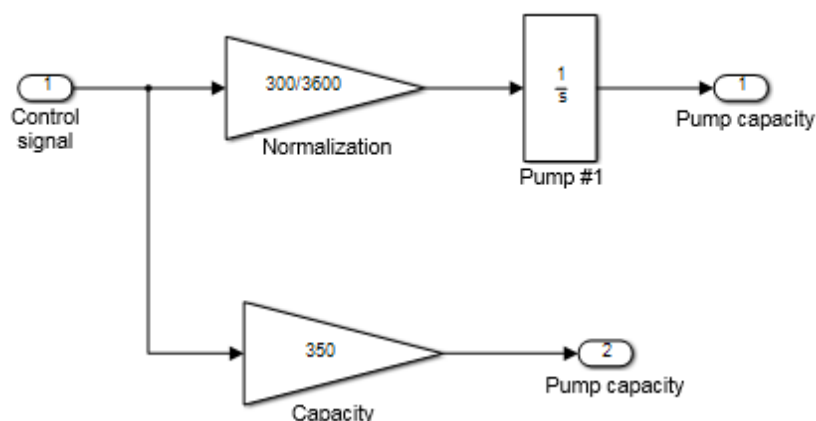 1
Control
signal
300/3600
Normalization
1
s
Pump #1
1
Pump capacity
350
Capacity
2
Pump capacity